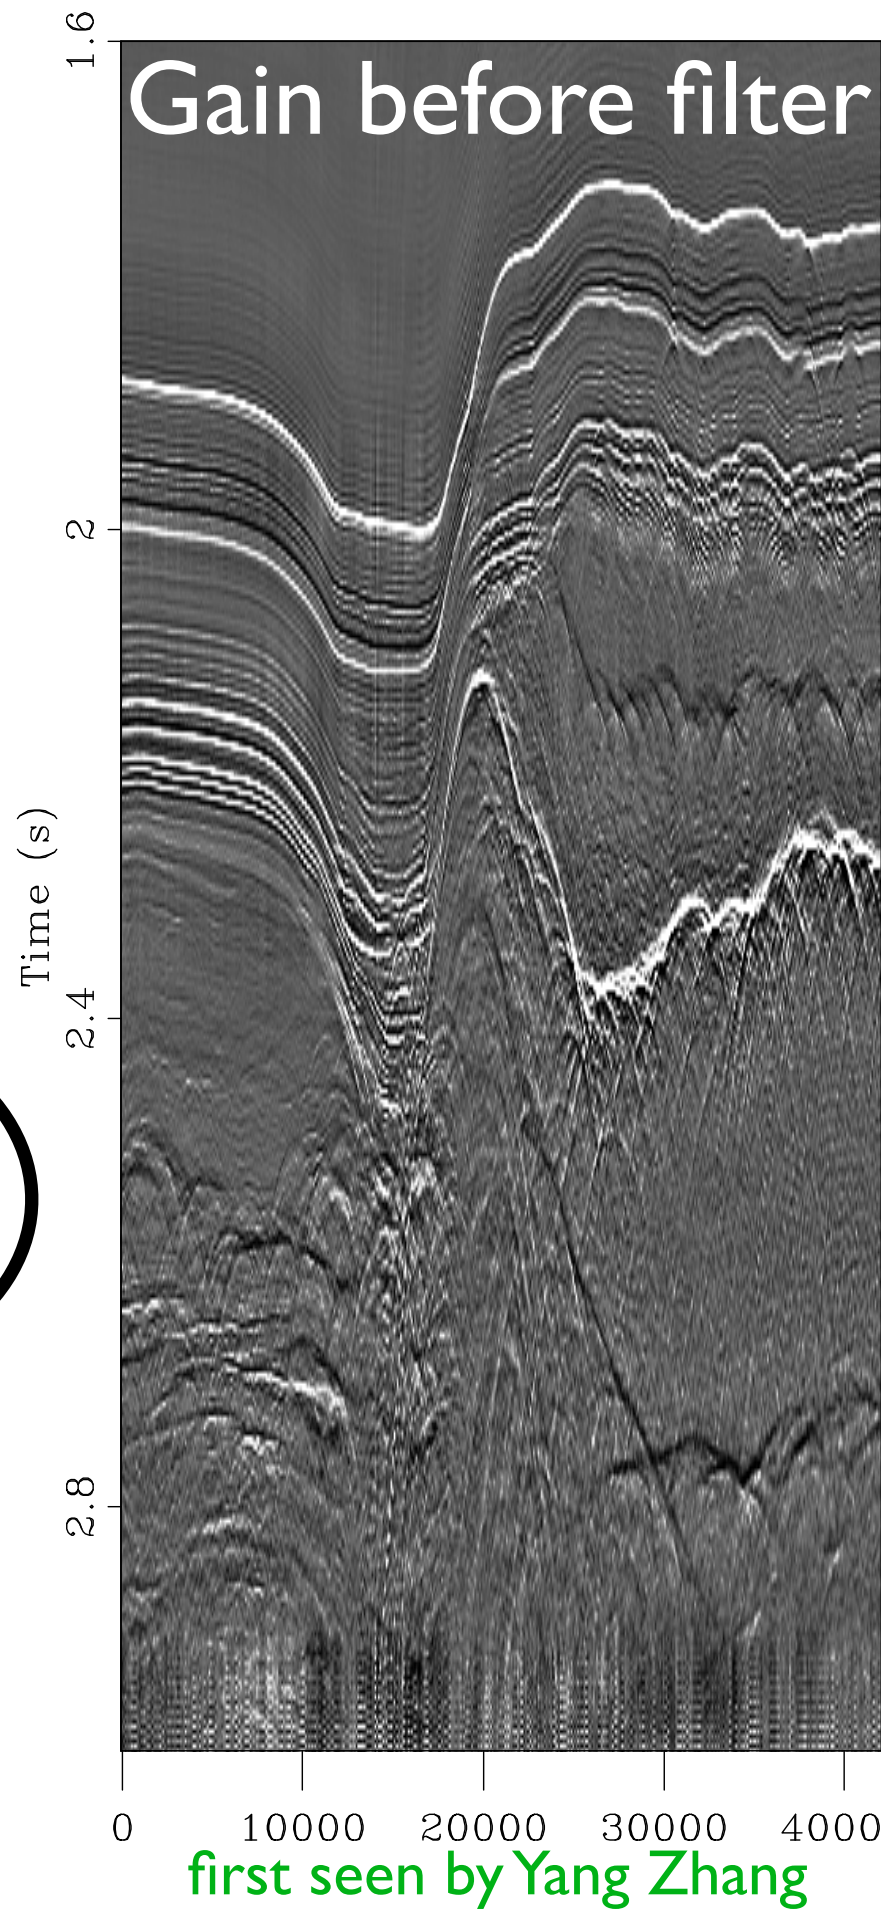 Gain before filter
1.6
2
2.4
2.8
Time (s)
0 10000 20000 30000 4000
first seen by Yang Zhang